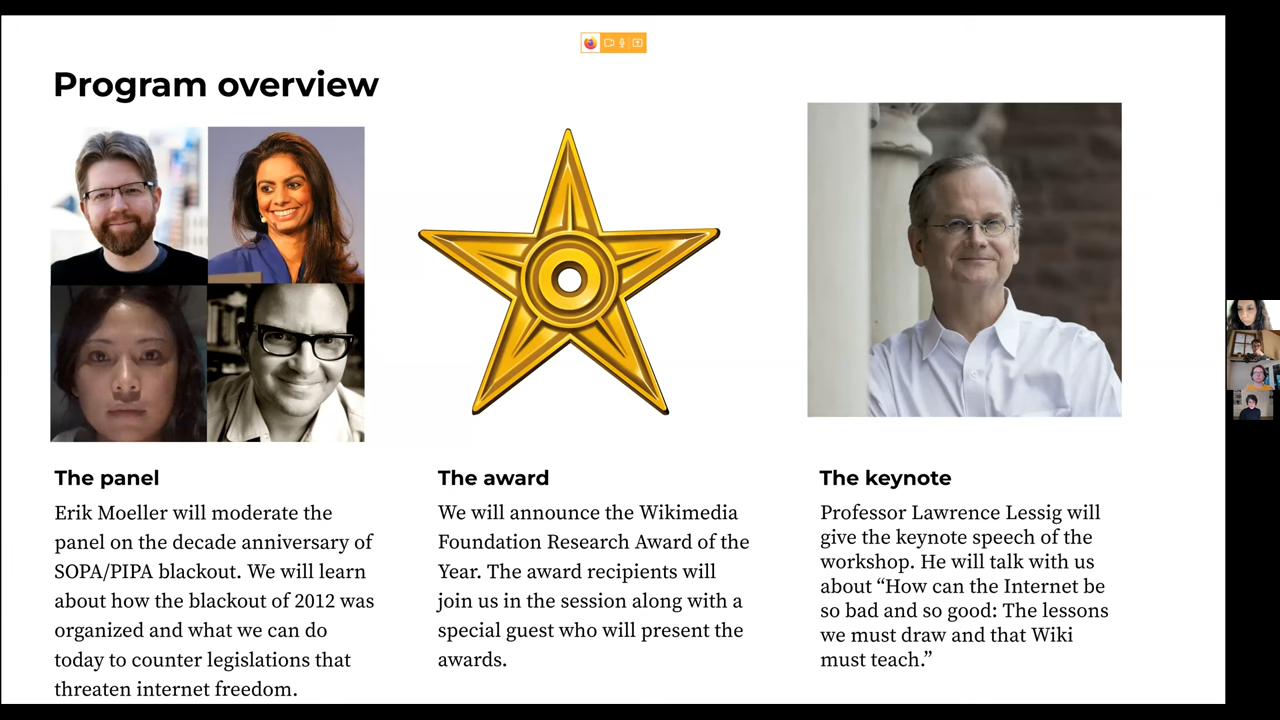 Program overview
The panel
Erik Moeller will moderate the
panel on the decade anniversary of
SOPA/PIPA blackout. We will learn
about how the blackout of 2012 was
organized and what we can do
today to counter legislations that
threaten internet freedom.
The award
We will announce the Wikimedia
Foundation Research Award of the
Year. The award recipients will
join us in the session along with a
special guest who will present the
awards.
The keynote
Professor Lawrence Lessig will
give the keynote speech of the
workshop. He will talk with us
about “How can the Internet be
so bad and so good: The lessons
we must draw and that Wiki
must teach.”